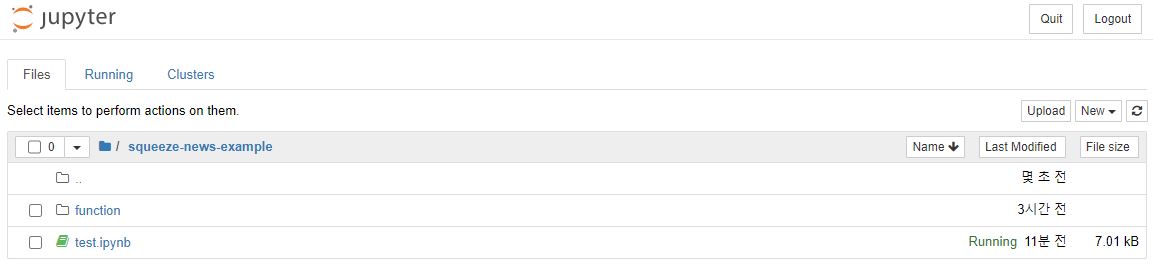 jupyter Quit Logout
Files Running Clusters
Select items to perform actions on them. Upload New
0 / squeeze-news-example Name Last Modified File size
.. 몇 초 전
function 3시간 전
test.ipynb Running 11분 전 7.01 kB